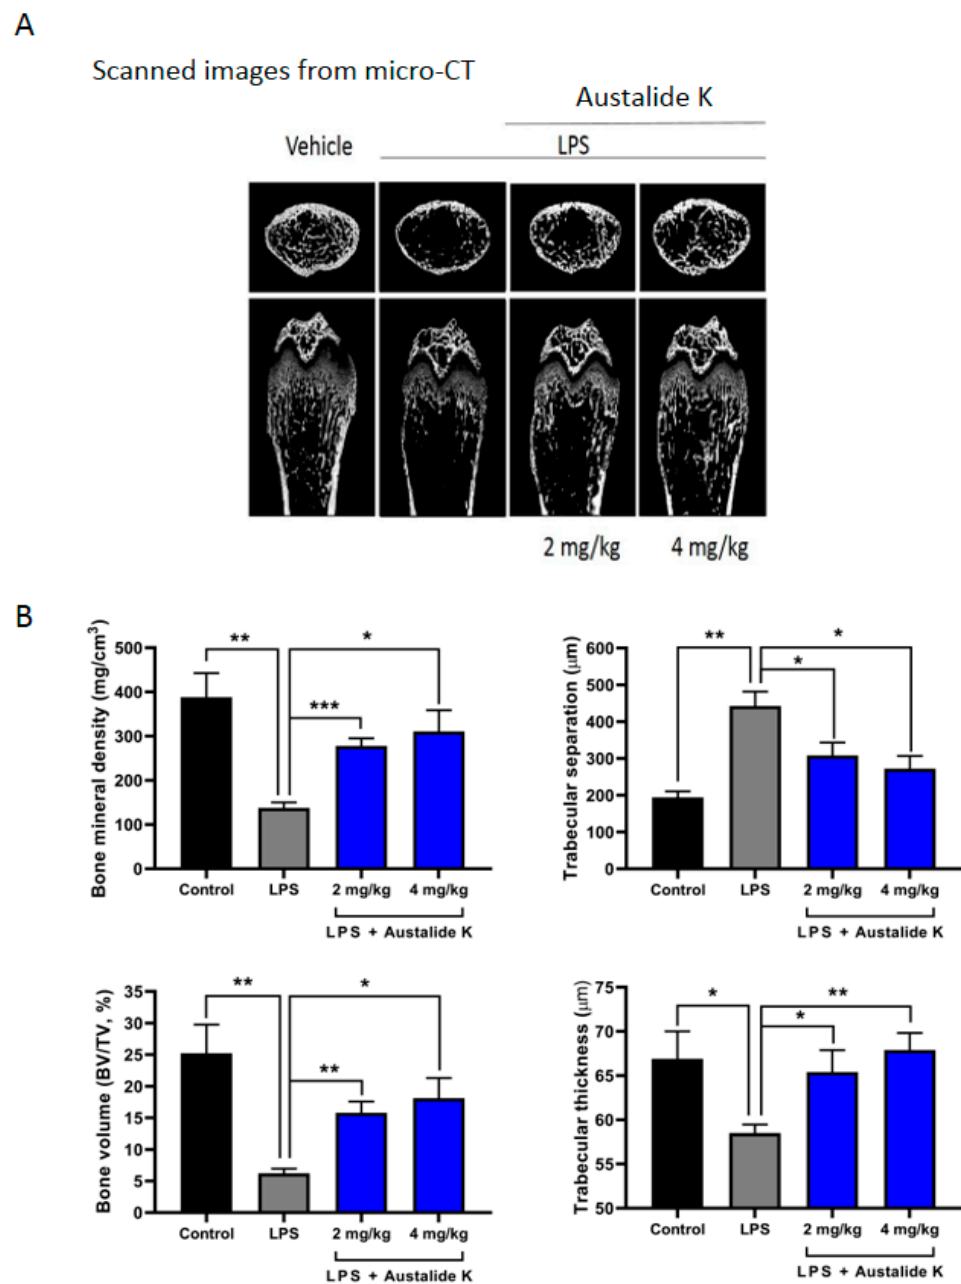 A
Scanned images from micro-CT
Austalide K
Vehicle
LPS
2 mg/kg 4 mg/kg
B
Bone mineral density (mg/cm³)
500
400
300
200
100
0
** *
***
Control LPS 2 mg/kg 4 mg/kg
LPS + Austalide K
Trabecular separation (μm)
600
500
400
300
200
100
0
** *
*
Control LPS 2 mg/kg 4 mg/kg
LPS + Austalide K
Bone volume (BV/TV, %)
35
30
25
20
15
10
5
0
** *
**
Control LPS 2 mg/kg 4 mg/kg
LPS + Austalide K
Trabecular thickness (μm)
75
70
65
60
55
50
* **
*
Control LPS 2 mg/kg 4 mg/kg
LPS + Austalide K